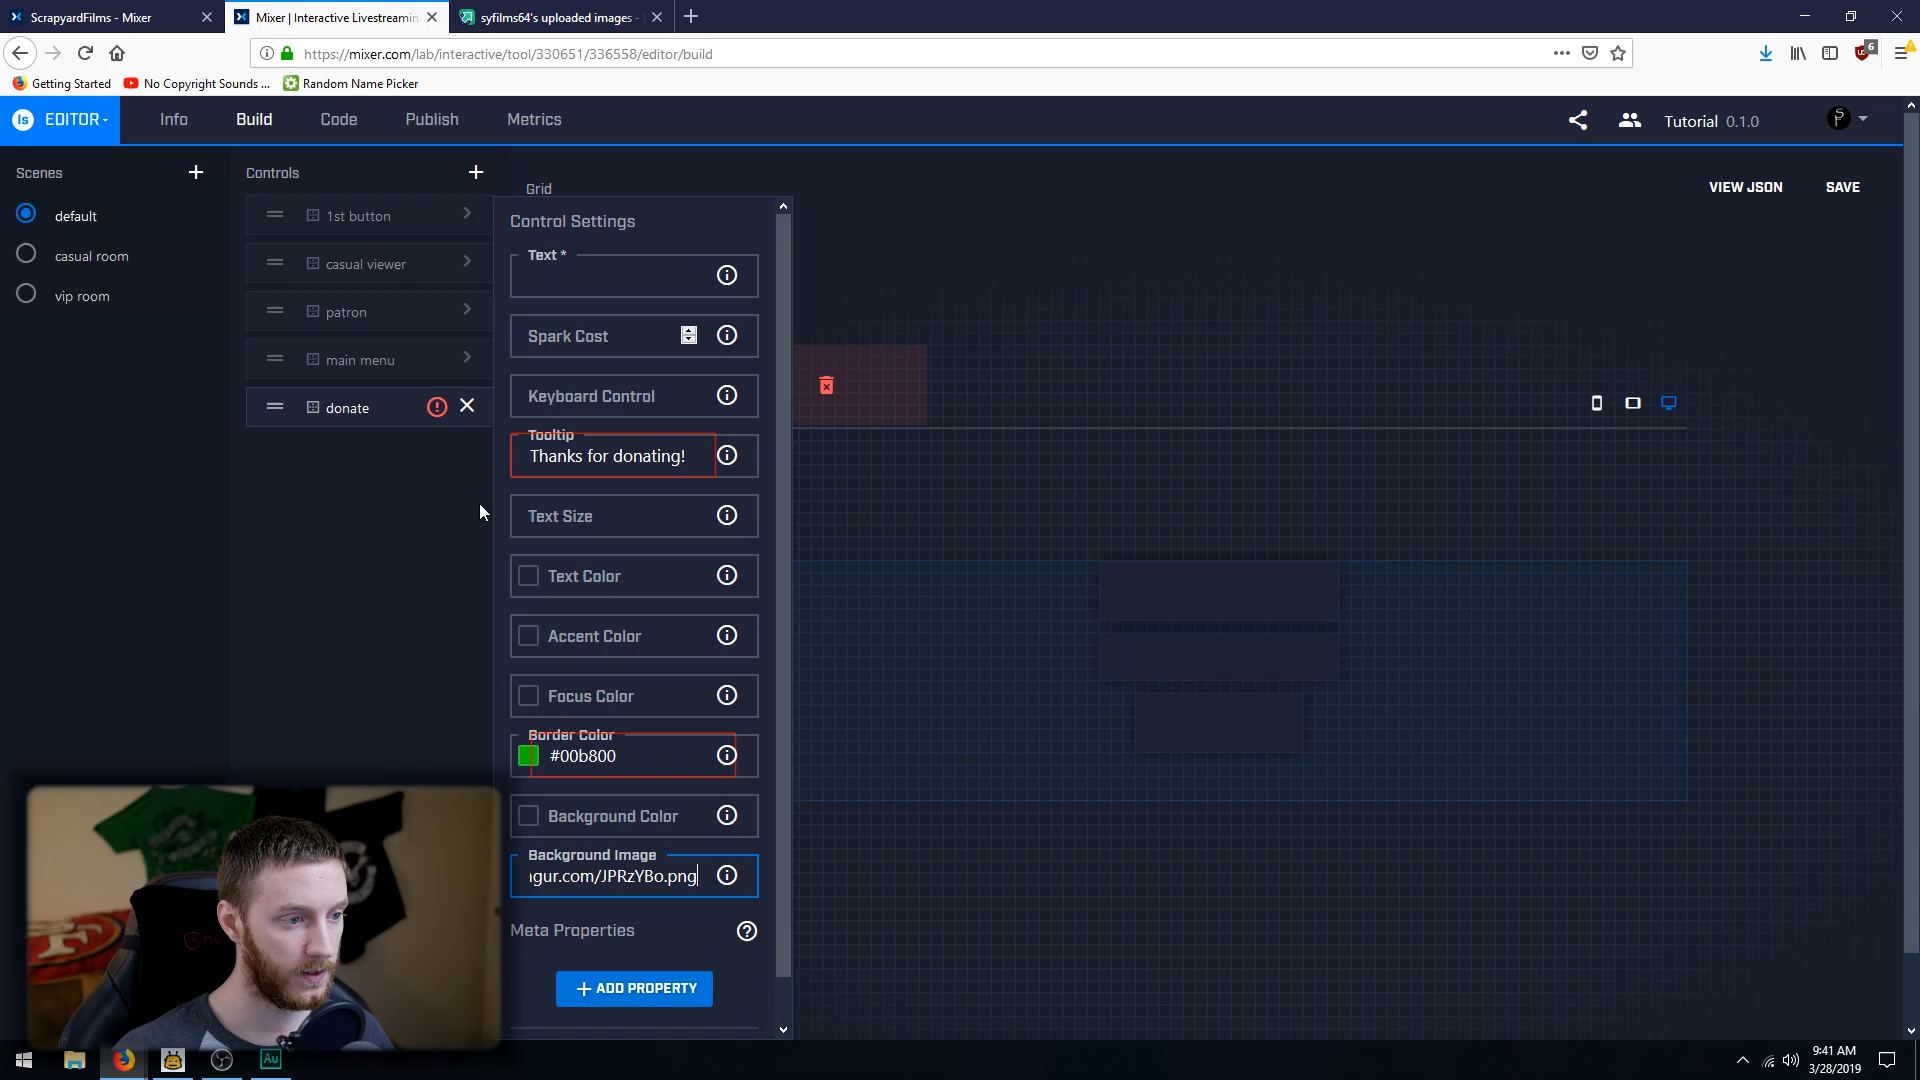 ScrapyardFilms - Mixer
Mixer | Interactive Livestreamin
syfilms64's uploaded images -
https://mixer.com/lab/interactive/tool/330651/336558/editor/build
6
Getting Started
No Copyright Sounds ...
Random Name Picker
Is EDITOR
Info
Build
Code
Publish
Metrics
Tutorial 0.1.0
Scenes
Controls
Grid
VIEW JSON
SAVE
default
casual room
vip room
1st button
casual viewer
patron
main menu
donate
Control Settings
Text *
Spark Cost
Keyboard Control
Tooltip
Thanks for donating!
Text Size
Text Color
Accent Color
Focus Color
Border Color
#00b800
Background Color
Background Image
gur.com/JPRzYBo.png
Meta Properties
ADD PROPERTY
Au
9:41 AM
3/28/2019